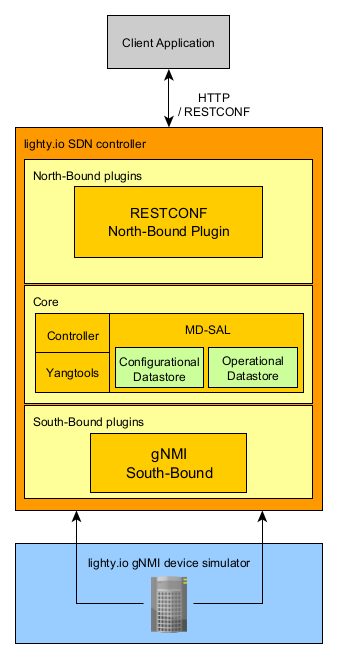 Client Application
HTTP
/ RESTCONF
lighty.io SDN controller
North-Bound plugins
RESTCONF
North-Bound Plugin
Core
Controller
MD-SAL
Yangtools
Configurational
Datastore
Operational
Datastore
South-Bound plugins
gNMI
South-Bound
lighty.io gNMI device simulator